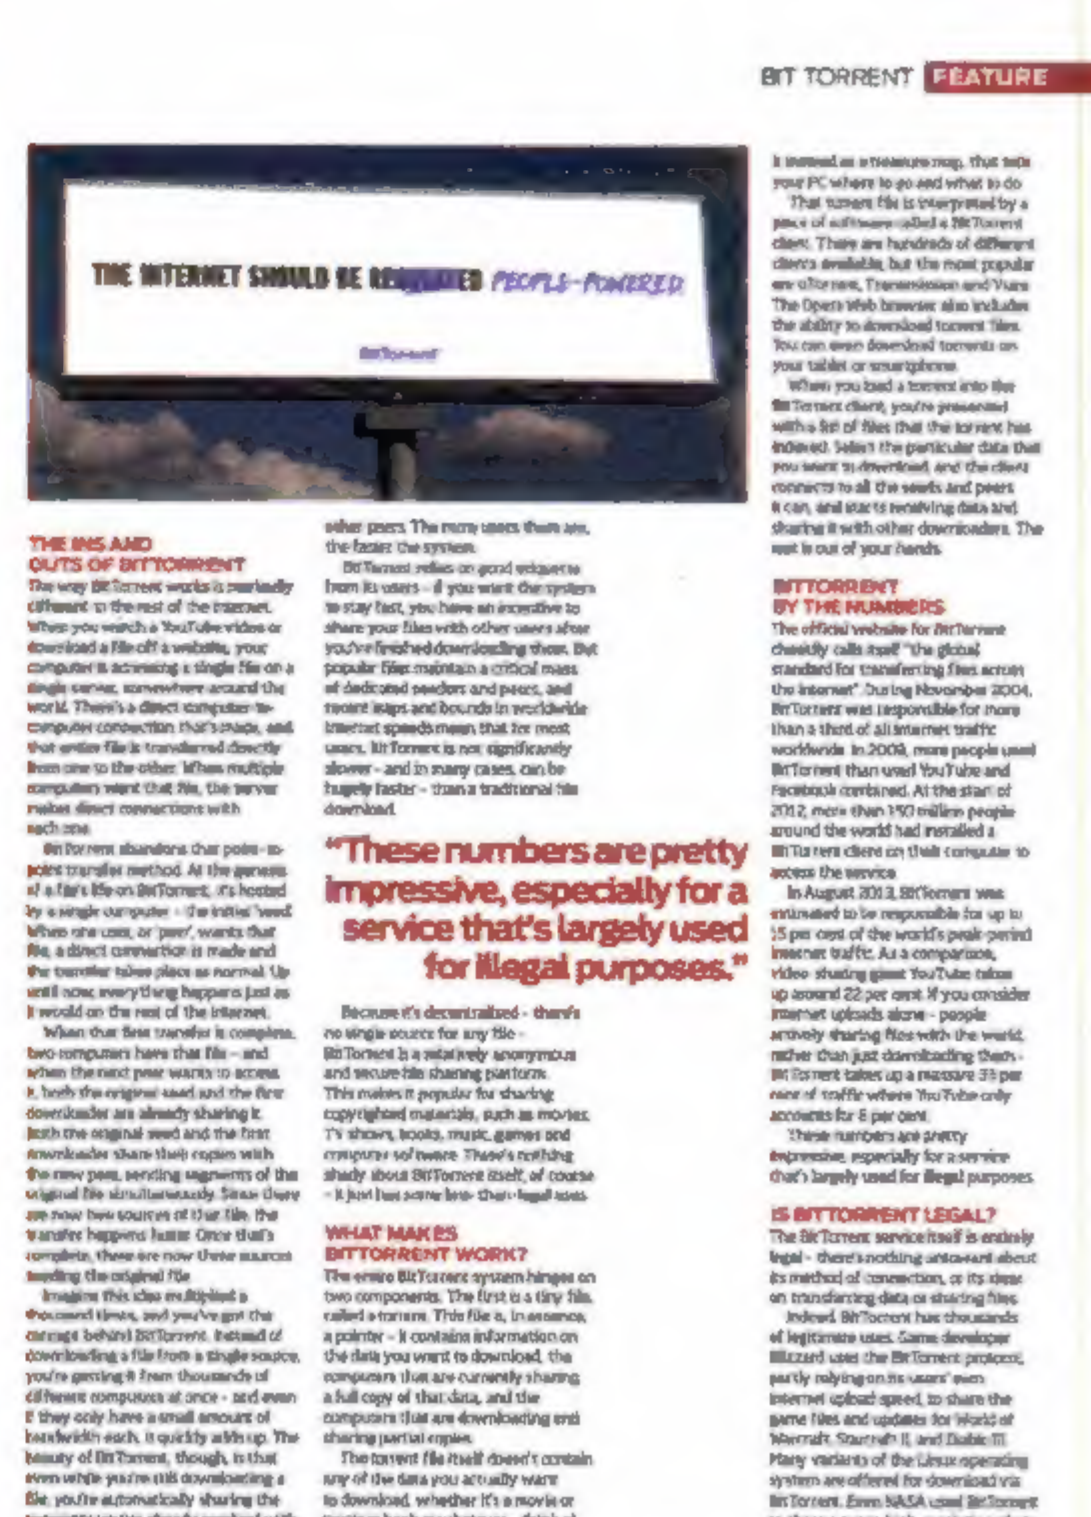 BIT TORRENT FEATURE
THE INTERNET SHOULD BE REGULATED PEOPLE-POWERED
BitTorrent
THE INS AND
OUTS OF BITTORRENT
The way BitTorrent works is markedly
different to the rest of the internet.
When you watch a YouTube video or
download a file off a website, your
computer is accessing a single file on a
single server, somewhere around the
world. There's a direct computer-to-
computer connection that's made, and
that entire file is transferred directly
from one to the other. When multiple
computers want that file, the server
makes direct connections with
each one.
BitTorrent abandons that point-to-
point transfer method. At the genesis
of a file's life on BitTorrent, it's hosted
by a single computer – the initial 'seed'.
When one user, or 'peer', wants that
file, a direct connection is made and
the transfer takes place as normal. Up
until now, everything happens just as
it would on the rest of the internet.
When that first transfer is complete,
two computers have that file – and
when the next peer wants to access
it, both the original seed and the first
downloader are already sharing it.
Both the original seed and the first
downloader share their copies with
the new peer, sending segments of the
original file simultaneously. Since there
are now two sources of that file, the
transfer happens faster. Once that's
complete, there are now three sources
seeding the original file.
Imagine this idea multiplied a
thousand times, and you've got the
behind BitTorrent. Instead of
downloading a file from a single source,
you're getting it from thousands of
different computers at once – and even
if they only have a small amount of
bandwidth each, it quickly adds up. The
beauty of BitTorrent, though, is that
even while you're still downloading a
file, you're automatically sharing the
other peers. The more users there are,
the faster the system.
BitTorrent relies on good etiquette
from its users – if you want the system
to stay fast, you have an incentive to
share your files with other users after
you've finished downloading them. But
popular files maintain a critical mass
of dedicated seeders and peers, and
recent leaps and bounds in worldwide
Internet speeds mean that for most
users, BitTorrent is not significantly
slower – and in many cases, can be
hugely faster – than a traditional file
download.
"These numbers are pretty
impressive, especially for a
service that's largely used
for illegal purposes."
Because it's decentralised – there's
no single source for any file –
BitTorrent is a relatively anonymous
and secure file sharing platform.
This makes it popular for sharing
copyrighted materials, such as movies,
TV shows, books, music, games and
computer software. There's nothing
shady about BitTorrent itself, of course
– it just has some less-than-legal uses.
WHAT MAKES
BITTORRENT WORK?
The entire BitTorrent system hinges on
two components. The first is a tiny file,
called a torrent. This file is, in essence,
a pointer – it contains information on
the data you want to download, the
computers that are currently sharing
a full copy of that data, and the
computers that are downloading and
sharing partial copies.
The torrent file itself doesn't contain
any of the data you actually want
to download, whether it's a movie or
it instead as a treasure map, that tells
your PC where to go and what to do.
That torrent file is interpreted by a
piece of software called a BitTorrent
client. There are hundreds of different
clients available, but the most popular
are uTorrent, Transmission and Vuze.
The Opera Web browser also includes
the ability to download torrent files.
You can even download torrents on
your tablet or smartphone.
When you load a torrent into the
BitTorrent client, you're presented
with a list of files that the torrent has
indexed. Select the particular data that
you want to download, and the client
connects to all the seeds and peers
it can, and starts receiving data and
sharing it with other downloaders. The
rest is out of your hands.
BITTORRENT
BY THE NUMBERS
The official website for BitTorrent
cheekily calls itself "the global
standard for transferring files across
the internet". During November 2004,
BitTorrent was responsible for more
than a third of all internet traffic
worldwide. In 2009, more people used
BitTorrent than used YouTube and
Facebook combined. At the start of
2012, more than 150 million people
around the world had installed a
BitTorrent client on their computer to
access the service.
In August 2013, BitTorrent was
estimated to be responsible for up to
15 per cent of the world's peak-period
internet traffic. As a comparison,
video sharing giant YouTube takes
up around 22 per cent. If you consider
internet uploads alone – people
actively sharing files with the world,
rather than just downloading them –
BitTorrent takes up a massive 33 per
cent of traffic where YouTube only
accounts for 8 per cent.
These numbers are pretty
impressive, especially for a service
that's largely used for illegal purposes.
IS BITTORRENT LEGAL?
The BitTorrent service itself is entirely
legal – there's nothing about
its method of connection, or its ideas
on transferring data or sharing files.
Indeed, BitTorrent has thousands
of legitimate uses. Game developer
Blizzard uses the BitTorrent protocol,
partly relying on its users' own
internet upload speed, to share the
game files and updates for World of
Warcraft, Starcraft II, and Diablo III.
Many variants of the Linux operating
system are offered for download via
BitTorrent. Even NASA used BitTorrent